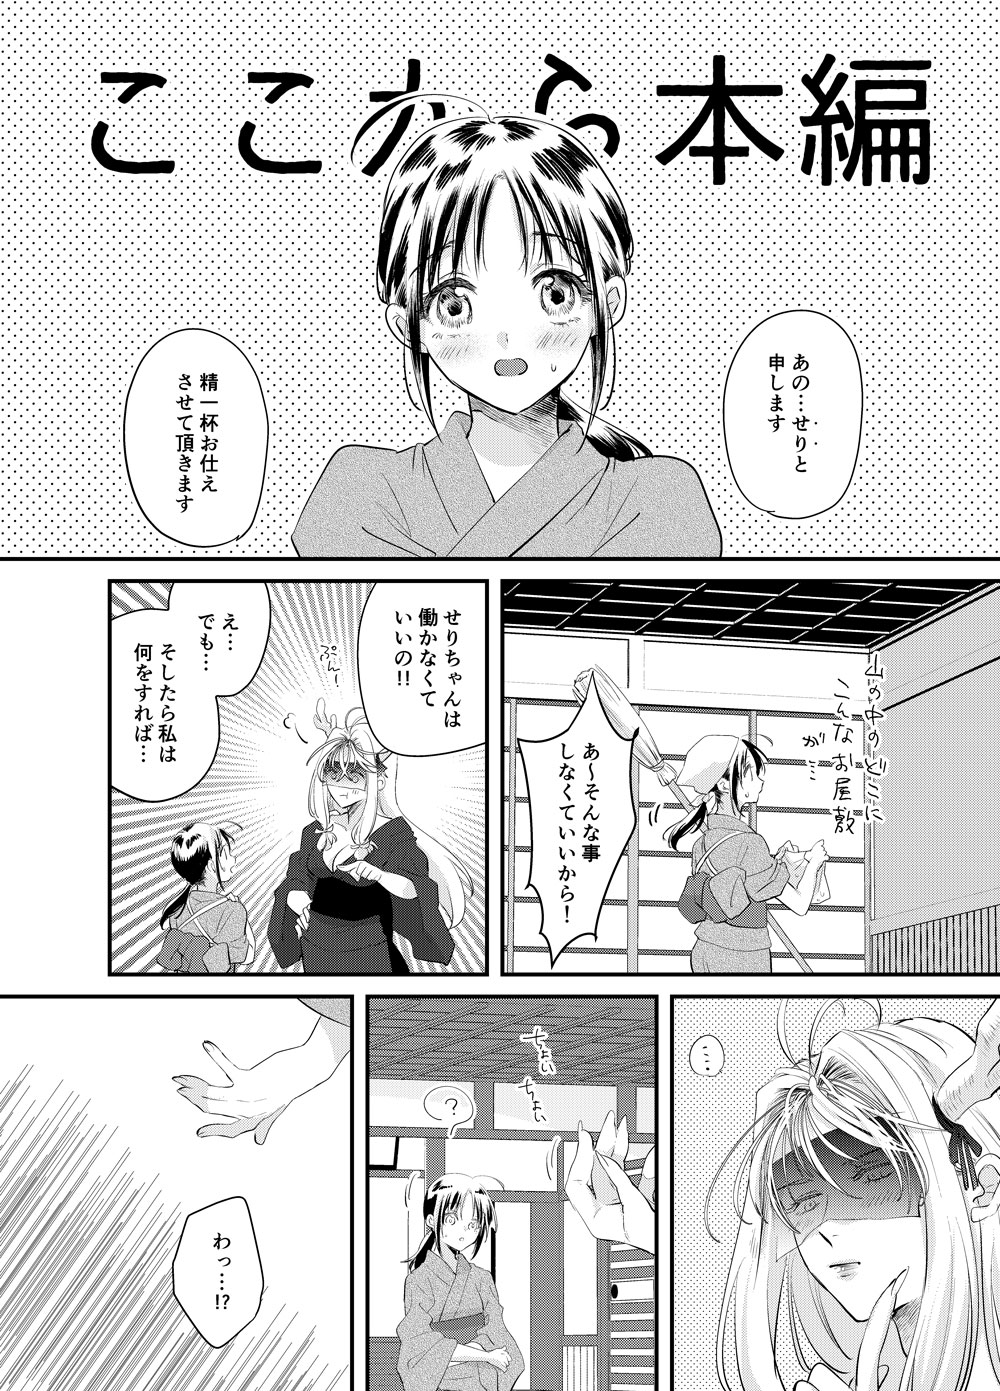 ここから本編
あの…せりと
申します
精一杯お仕え
させて頂きます
山の中のどこに
こんなお屋敷
が…
あ〜そんな事
しなくていいから！
せりちゃんは
働かなくて
いいの!!
ぷんー
え…
でも…
そしたら私は
何をすれば…
…
ちょい
ちょい
？
わっ…!?